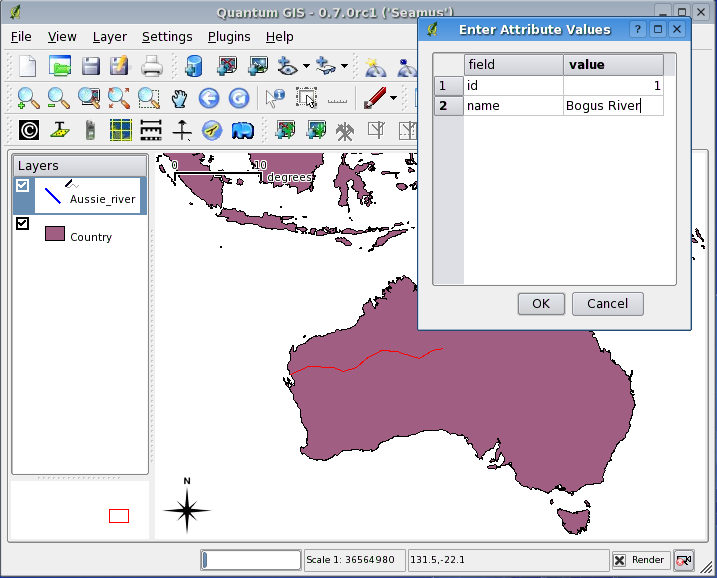 Quantum GIS - 0.7.0rc1 ('Seamus')
Enter Attribute Values
File View Layer Settings Plugins Help
field value
1 id 1
2 name Bogus River
Layers
Aussie_river
Country
0 10
degrees
OK Cancel
N
Scale 1: 36564980 131.5,-22.1 Render